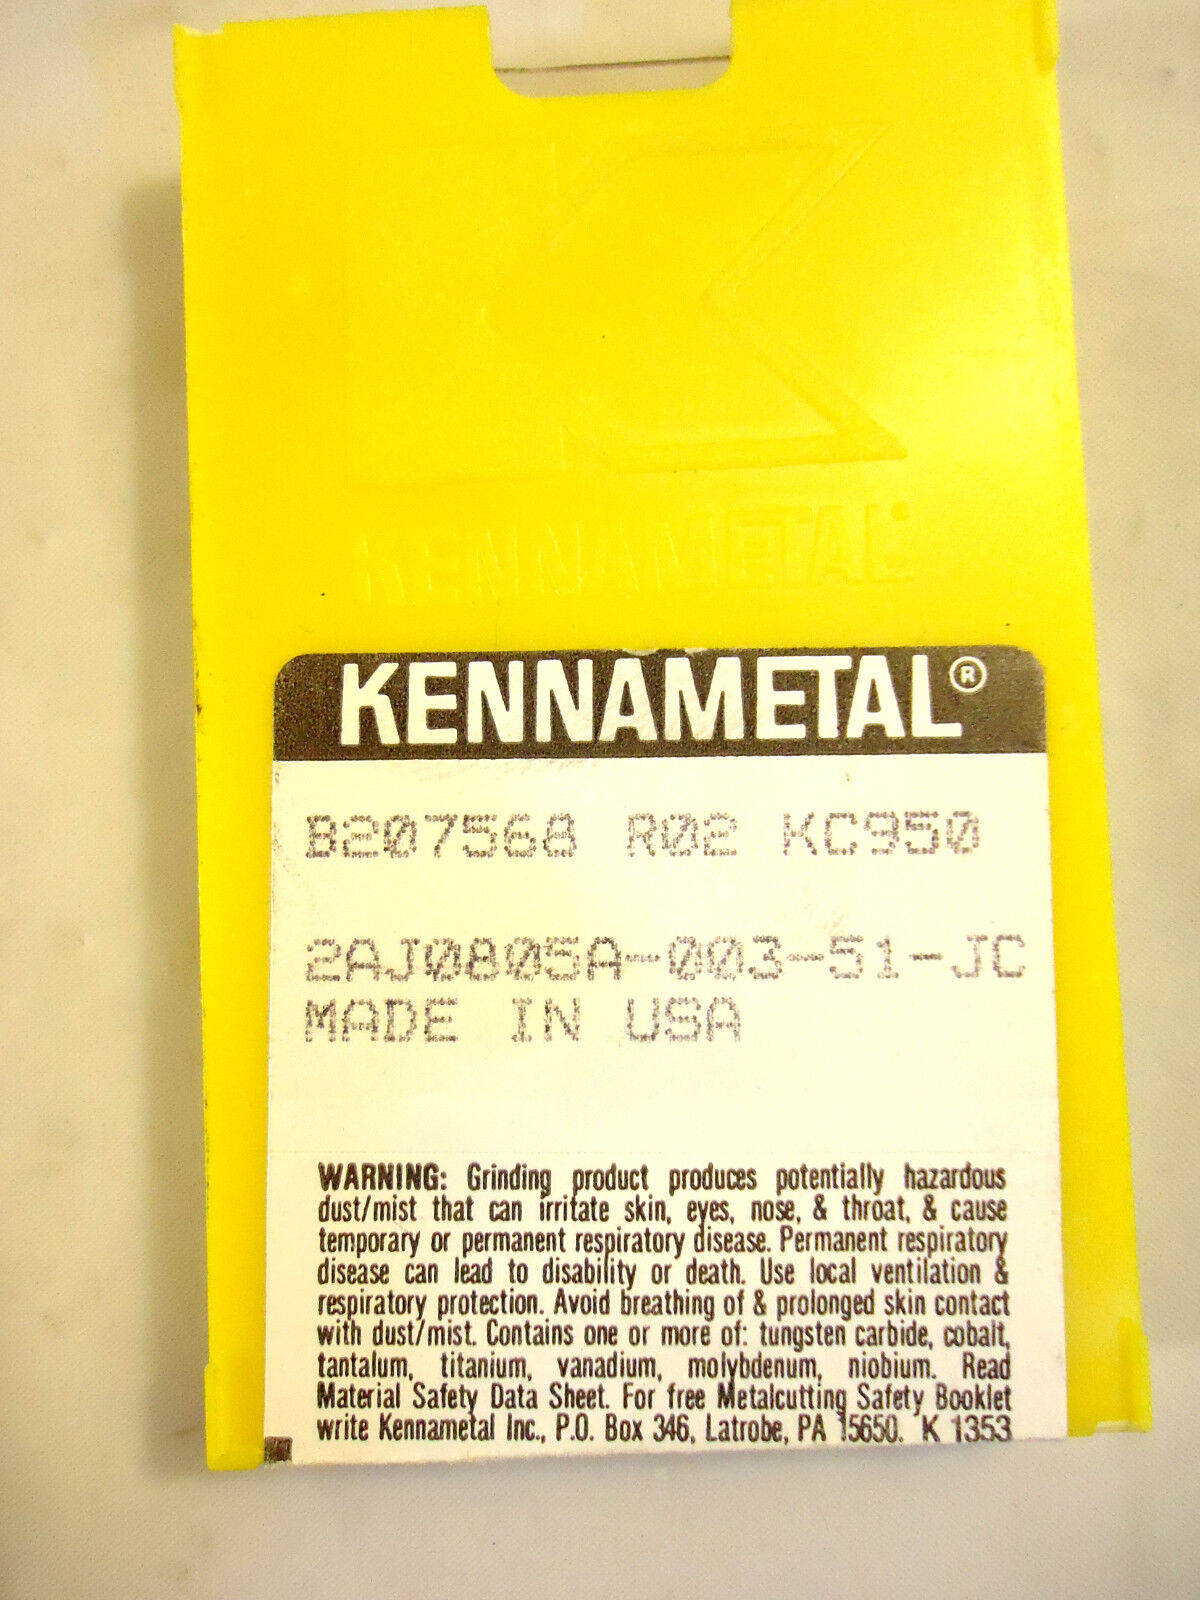 KENNAMETAL
KENNAMETAL®
B207568 R02 KC950
2AJ0805A-003-51-JC
MADE IN USA
WARNING: Grinding product produces potentially hazardous
dust/mist that can irritate skin, eyes, nose, & throat, & cause
temporary or permanent respiratory disease. Permanent respiratory
disease can lead to disability or death. Use local ventilation &
respiratory protection. Avoid breathing of & prolonged skin contact
with dust/mist. Contains one or more of: tungsten carbide, cobalt,
tantalum, titanium, vanadium, molybdenum, niobium. Read
Material Safety Data Sheet. For free Metalcutting Safety Booklet
write Kennametal Inc., P.O. Box 346, Latrobe, PA 15650. K 1353